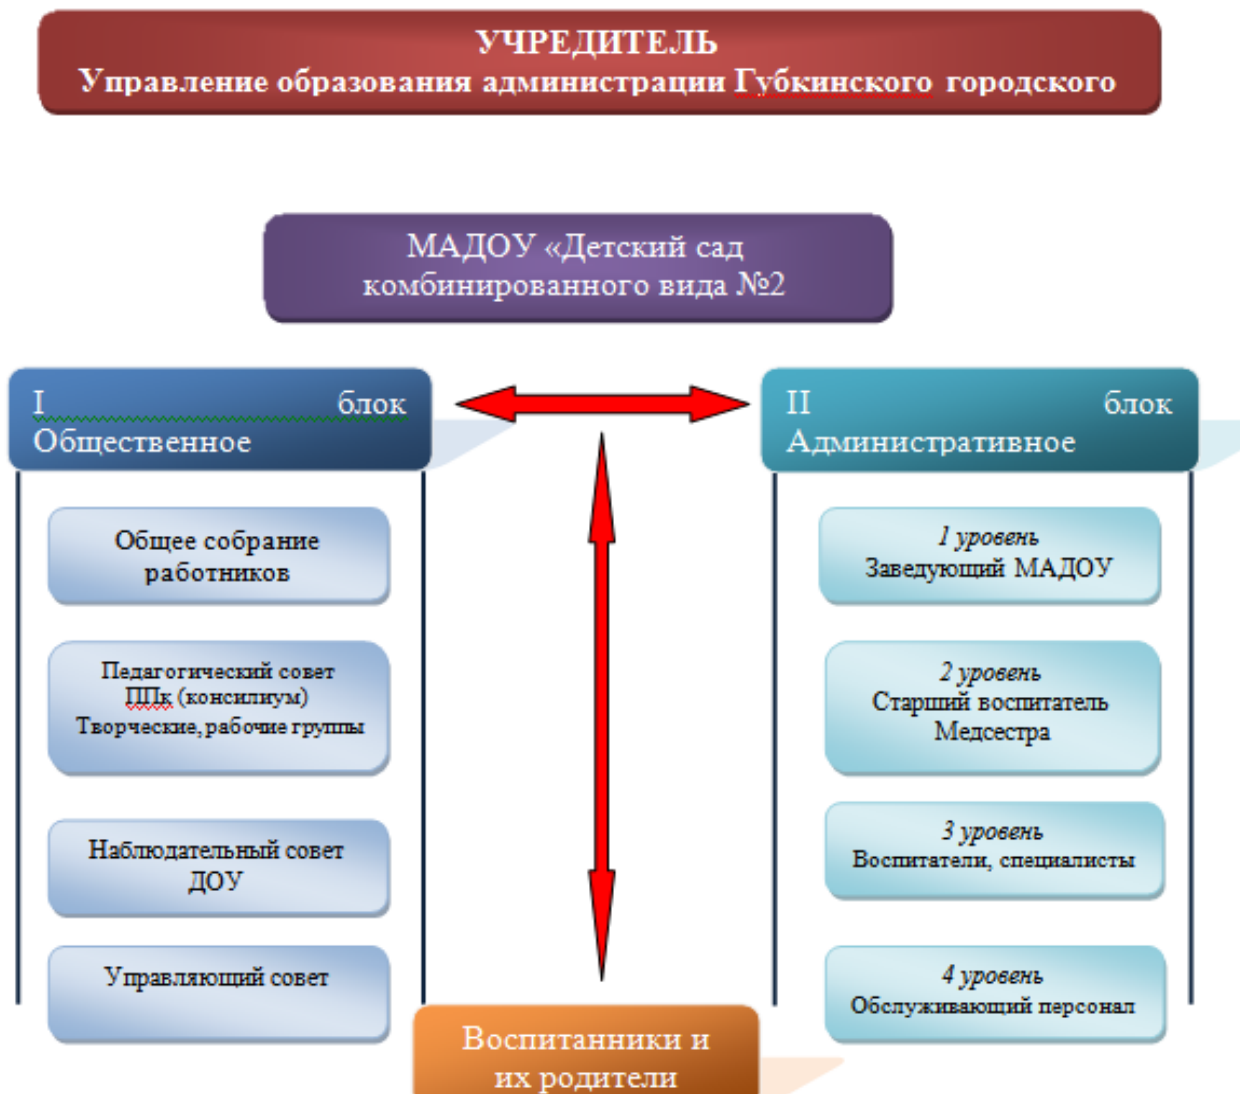 УЧРЕДИТЕЛЬ
Управление образования администрации Губкинского городского
МАДОУ «Детский сад
комбинированного вида №2
I блок
Общественное
Общее собрание
работников
Педагогический совет
ППк (консилиум)
Творческие, рабочие группы
Наблюдательный совет
ДОУ
Управляющий совет
II блок
Административное
1 уровень
Заведующий МАДОУ
2 уровень
Старший воспитатель
Медсестра
3 уровень
Воспитатели, специалисты
4 уровень
Обслуживающий персонал
Воспитанники и
их родители